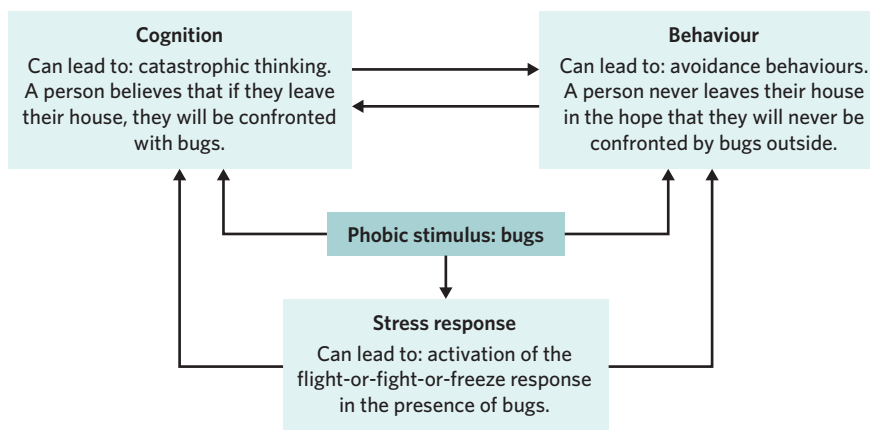 Cognition
Can lead to: catastrophic thinking.
A person believes that if they leave
their house, they will be confronted
with bugs.
Behaviour
Can lead to: avoidance behaviours.
A person never leaves their house
in the hope that they will never be
confronted by bugs outside.
Phobic stimulus: bugs
Stress response
Can lead to: activation of the
flight-or-fight-or-freeze response
in the presence of bugs.